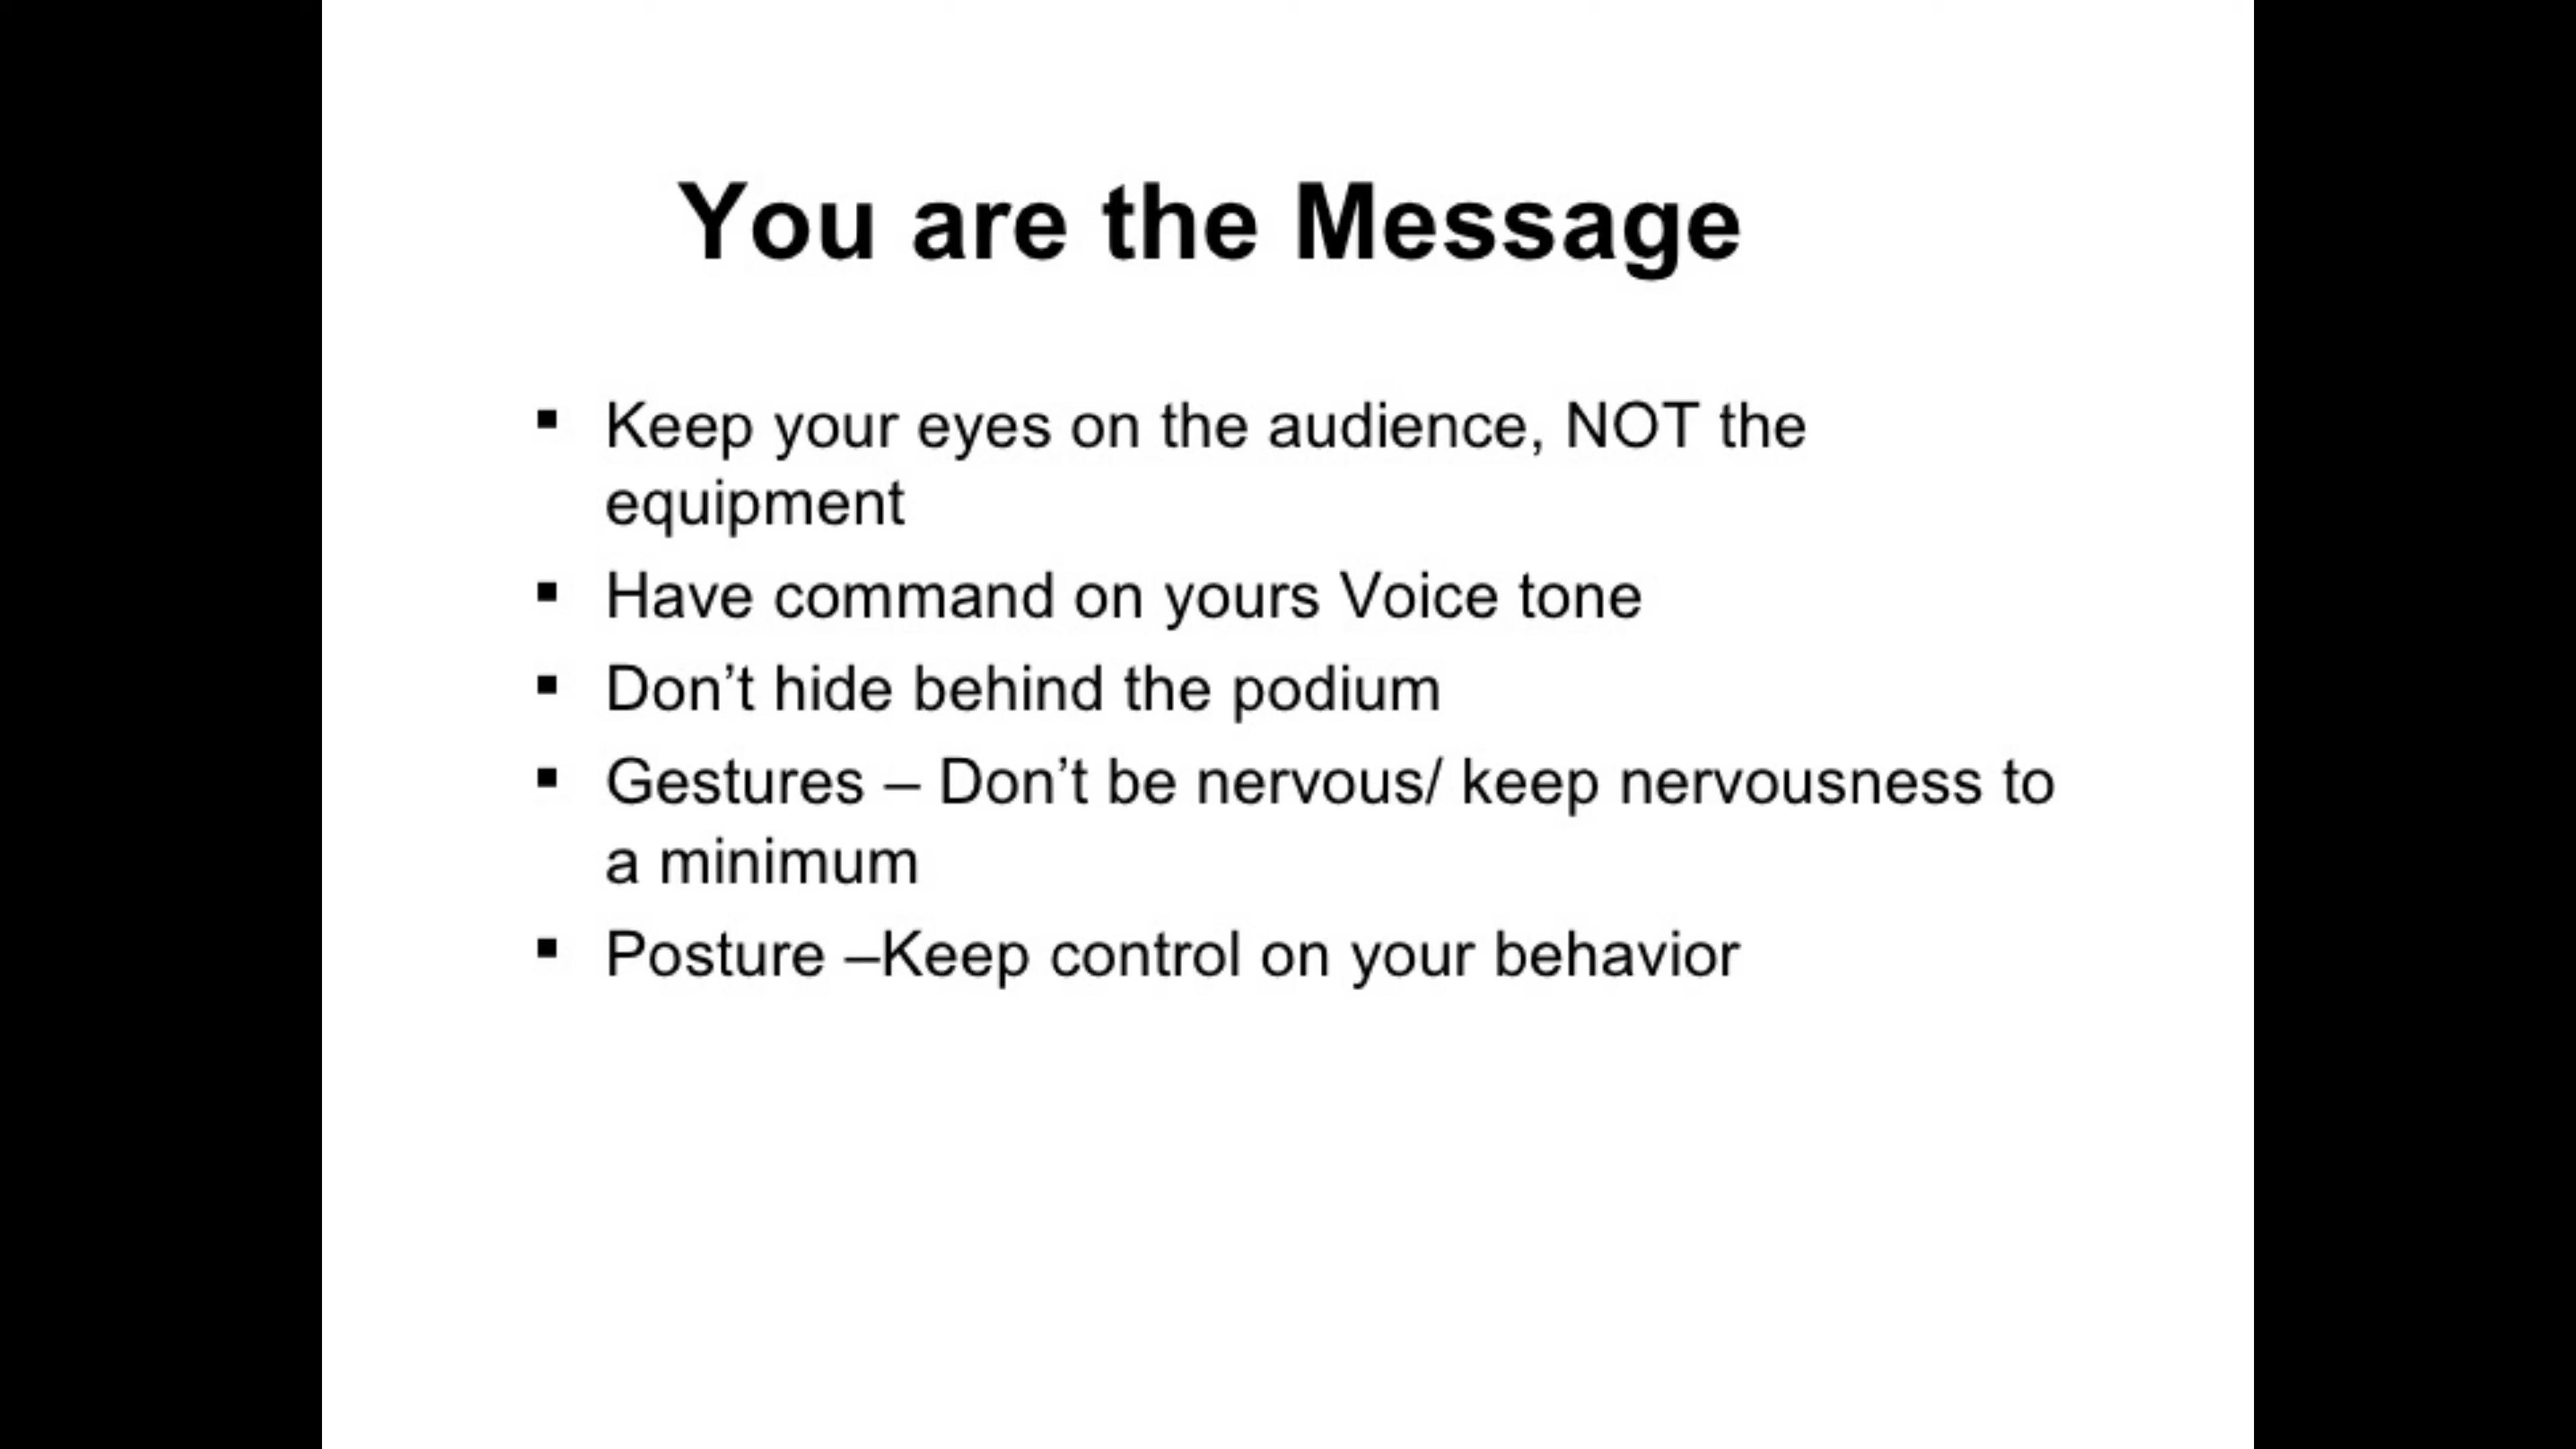 You are the Message
▪ Keep your eyes on the audience, NOT the
equipment
▪ Have command on yours Voice tone
▪ Don’t hide behind the podium
▪ Gestures – Don’t be nervous/ keep nervousness to
a minimum
▪ Posture –Keep control on your behavior